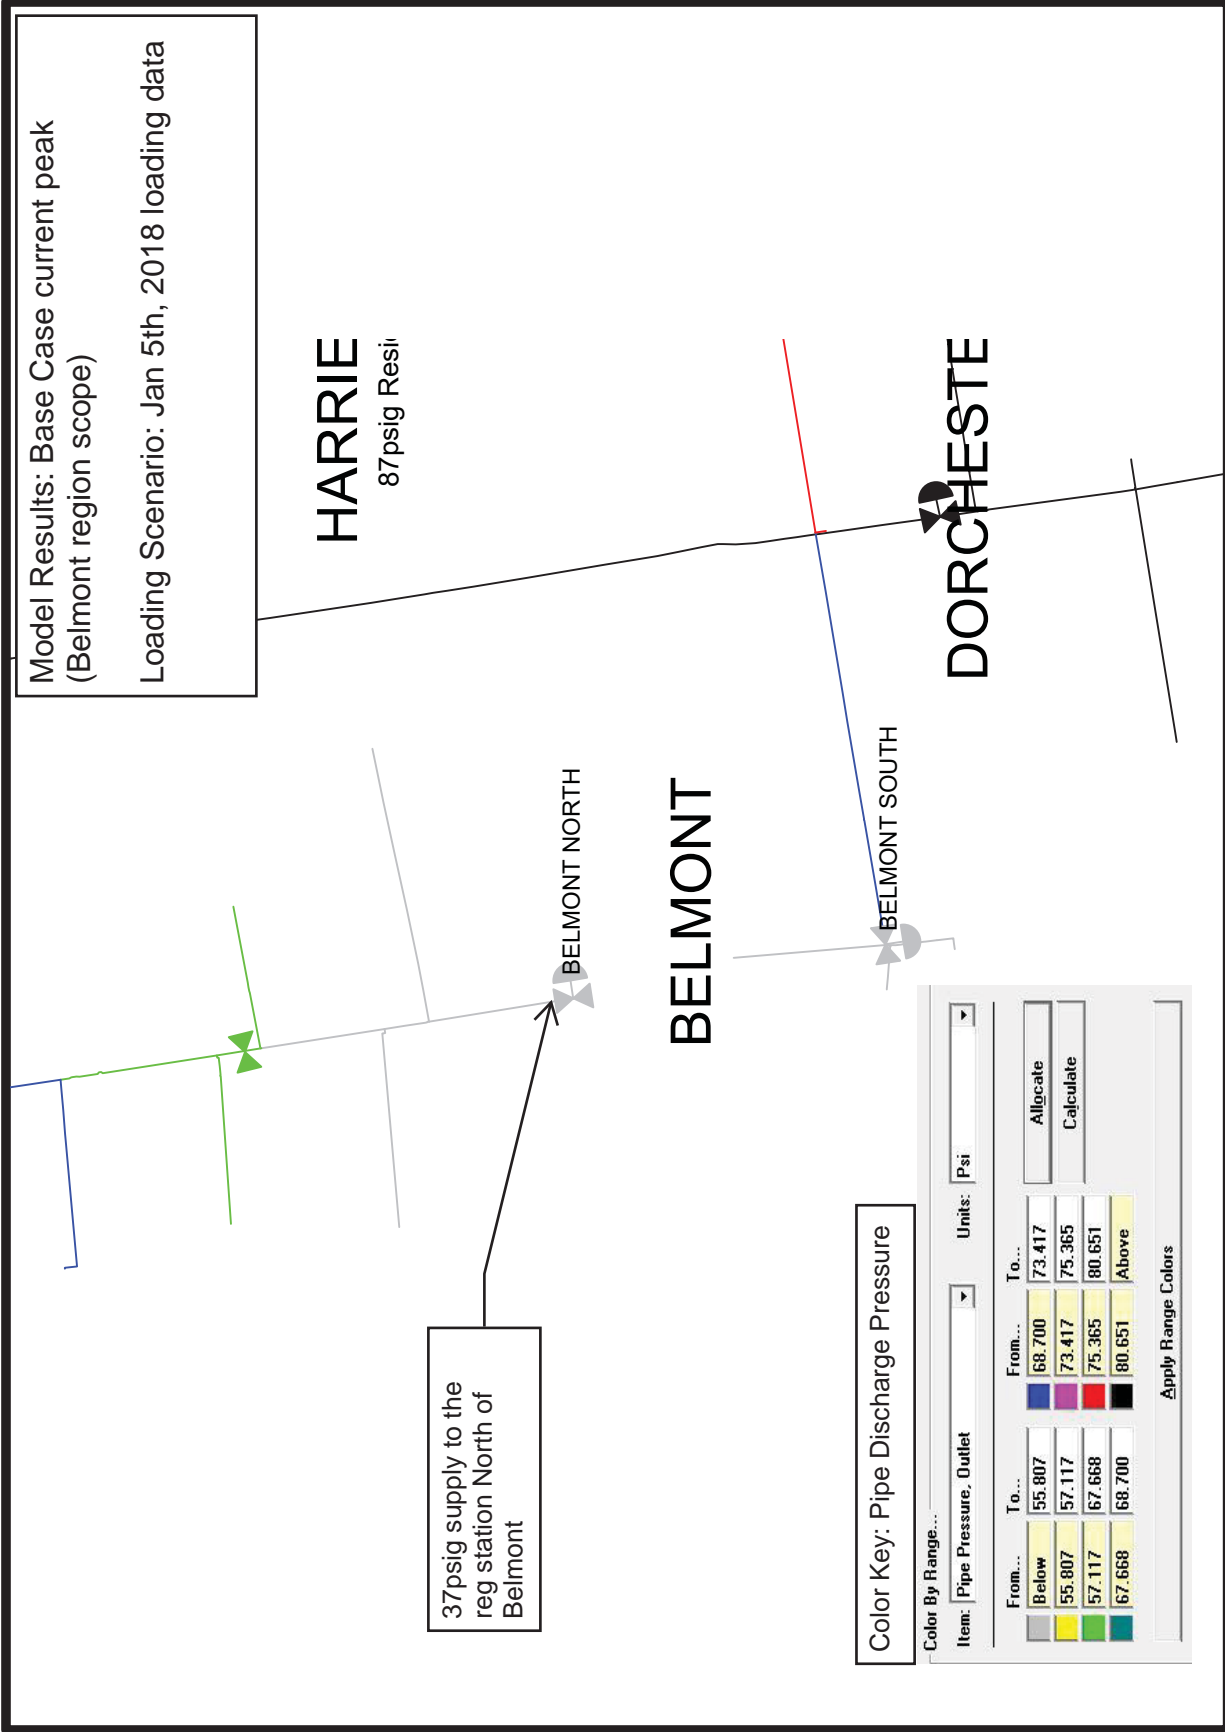 Model Results: Base Case current peak
(Belmont region scope)
Loading Scenario: Jan 5th, 2018 loading data
HARRIE
87psig Resi
BELMONT NORTH
BELMONT
BELMONT SOUTH
DORCHESTE
37psig supply to the
reg station North of
Belmont
Color Key: Pipe Discharge Pressure
Color By Range...
Item: Pipe Pressure, Outlet Units: Psi
From... To... From... To...
Below 55.807 68.700 73.417 Allocate
55.807 57.117 73.417 75.365 Calculate
57.117 67.668 75.365 80.651
67.668 68.700 80.651 Above
Apply Range Colors